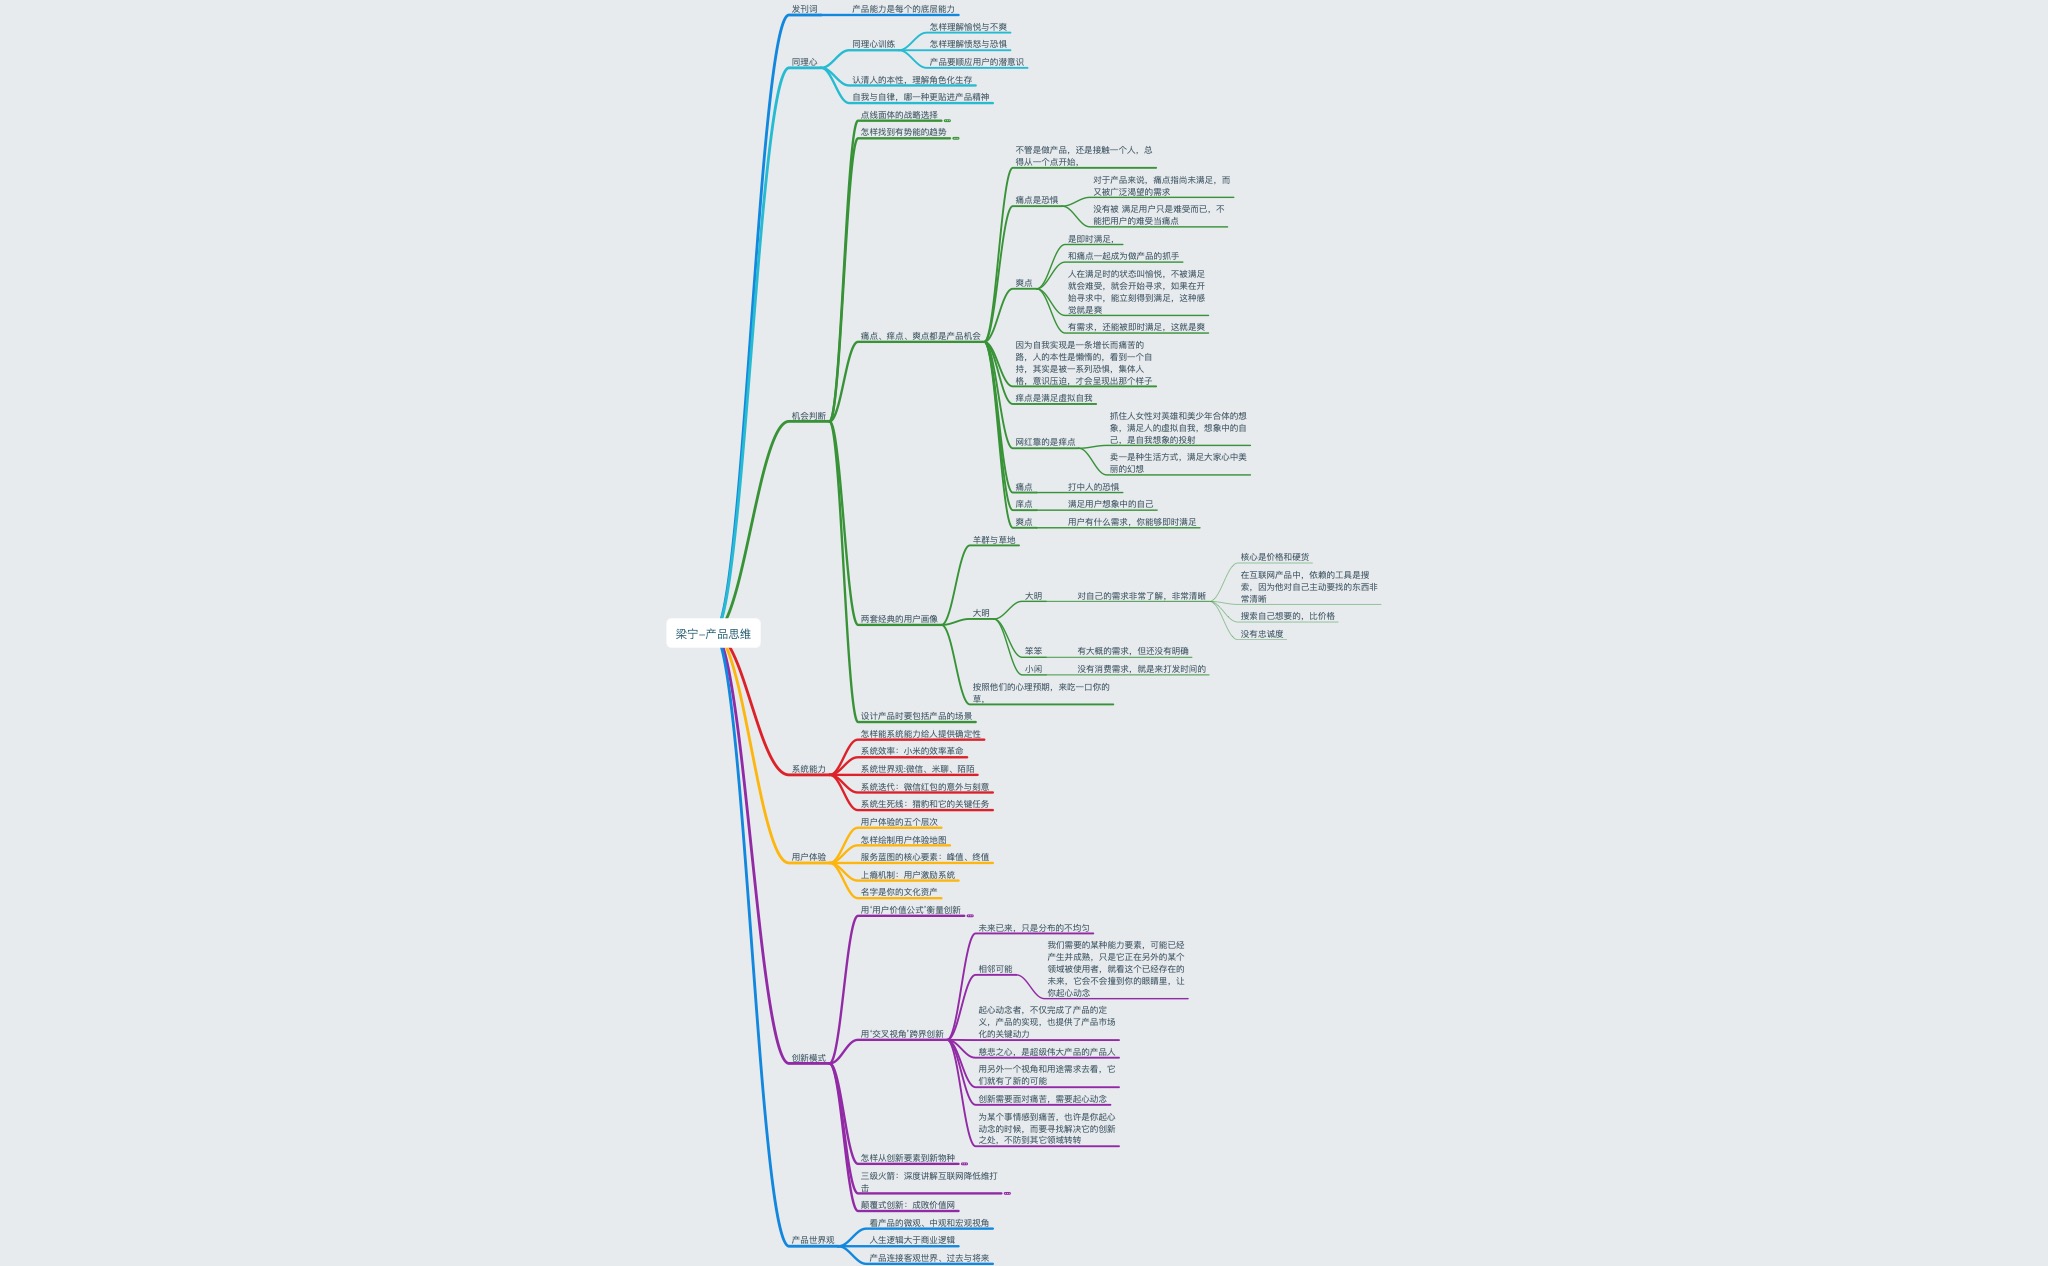 发刊词
产品能力是每个的底层能力
同理心
同理心训练
怎样理解愉悦与不爽
怎样理解愤怒与恐惧
产品要顺应用户的潜意识
认清人的本性，理解角色化生存
自我与自律，哪一种更贴进产品精神
机会判断
点线面体的战略选择
怎样找到有势能的趋势
痛点、痒点、爽点都是产品机会
不管是做产品，还是接触一个人，总
得从一个点开始，
痛点是恐惧
对于产品来说，痛点指尚未满足，而
又被广泛渴望的需求
没有被 满足用户只是难受而已，不
能把用户的难受当痛点
爽点
是即时满足，
和痛点一起成为做产品的抓手
人在满足时的状态叫愉悦，不被满足
就会难受，就会开始寻求，如果在开
始寻求中，能立刻得到满足，这种感
觉就是爽
有需求，还能被即时满足，这就是爽
因为自我实现是一条增长而痛苦的
路，人的本性是懒惰的，看到一个自
持，其实是被一系列恐惧，集体人
格，意识压迫，才会呈现出那个样子
痒点是满足虚拟自我
网红靠的是痒点
抓住人女性对英雄和美少年合体的想
象，满足人的虚拟自我，想象中的自
己，是自我想象的投射
卖一是种生活方式，满足大家心中美
丽的幻想
痛点
打中人的恐惧
庠点
满足用户想象中的自己
爽点
用户有什么需求，你能够即时满足
两套经典的用户画像
羊群与草地
大明
大明
对自己的需求非常了解，非常清晰
核心是价格和硬货
在互联网产品中，依赖的工具是搜
索，因为他对自己主动要找的东西非
常清晰
搜索自己想要的，比价格
没有忠诚度
笨笨
有大概的需求，但还没有明确
小闲
没有消费需求，就是来打发时间的
按照他们的心理预期，来吃一口你的
草，
设计产品时要包括产品的场景
梁宁-产品思维
系统能力
怎样能系统能力给人提供确定性
系统效率：小米的效率革命
系统世界观:微信、米聊、陌陌
系统迭代：微信红包的意外与刻意
系统生死线：猎豹和它的关键任务
用户体验
用户体验的五个层次
怎样绘制用户体验地图
服务蓝图的核心要素：峰值、终值
上瘾机制：用户激励系统
名字是你的文化资产
创新模式
用“用户价值公式”衡量创新
用“交叉视角”跨界创新
未来已来，只是分布的不均匀
相邻可能
我们需要的某种能力要素，可能已经
产生并成熟，只是它正在另外的某个
领域被使用者，就看这个已经存在的
未来，它会不会撞到你的眼睛里，让
你起心动念
起心动念者，不仅完成了产品的定
义，产品的实现，也提供了产品市场
化的关键动力
慈悲之心，是超级伟大产品的产品人
用另外一个视角和用途需求去看，它
们就有了新的可能
创新需要面对痛苦，需要起心动念
为某个事情感到痛苦，也许是你起心
动念的时候，而要寻找解决它的创新
之处，不防到其它领域转转
怎样从创新要素到新物种
三级火箭：深度讲解互联网降低维打
击
颠覆式创新：成败价值网
产品世界观
看产品的微观、中观和宏观视角
人生逻辑大于商业逻辑
产品连接客观世界，过去与将来